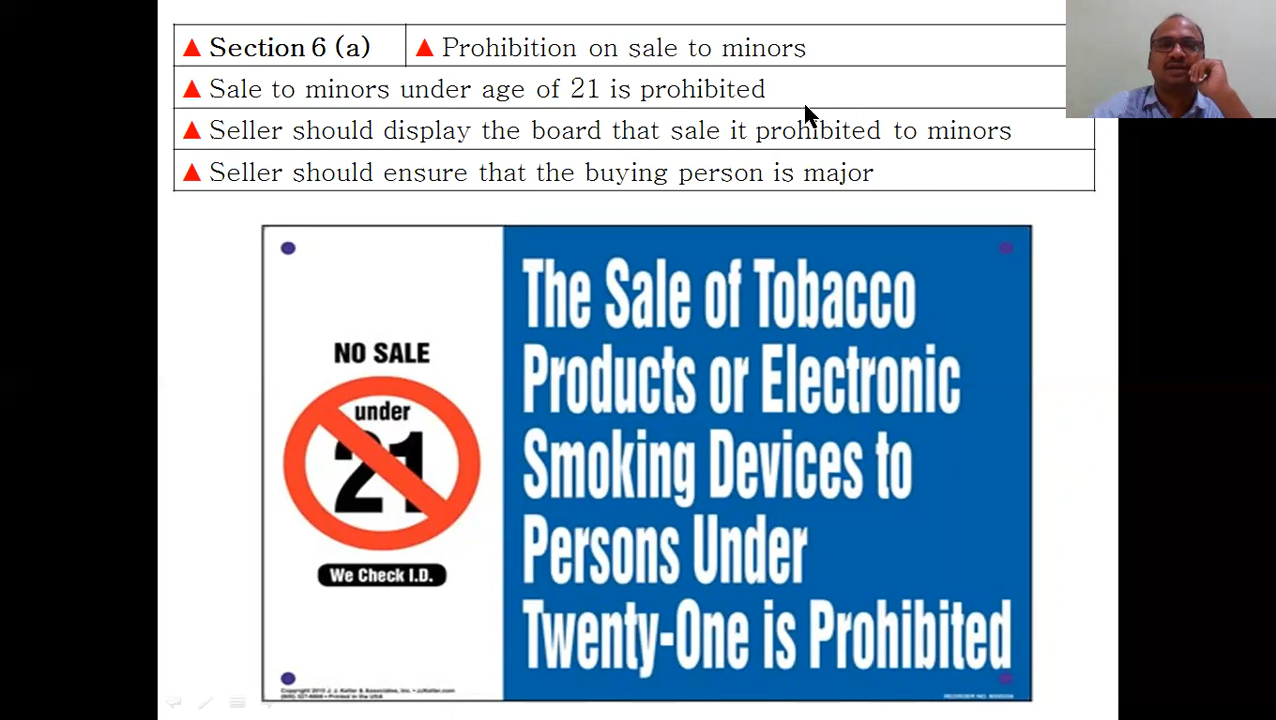 ▲ Section 6 (a) ▲ Prohibition on sale to minors
▲ Sale to minors under age of 21 is prohibited
▲ Seller should display the board that sale it prohibited to minors
▲ Seller should ensure that the buying person is major
NO SALE
under
21
We Check I.D.
The Sale of Tobacco
Products or Electronic
Smoking Devices to
Persons Under
Twenty-One is Prohibited